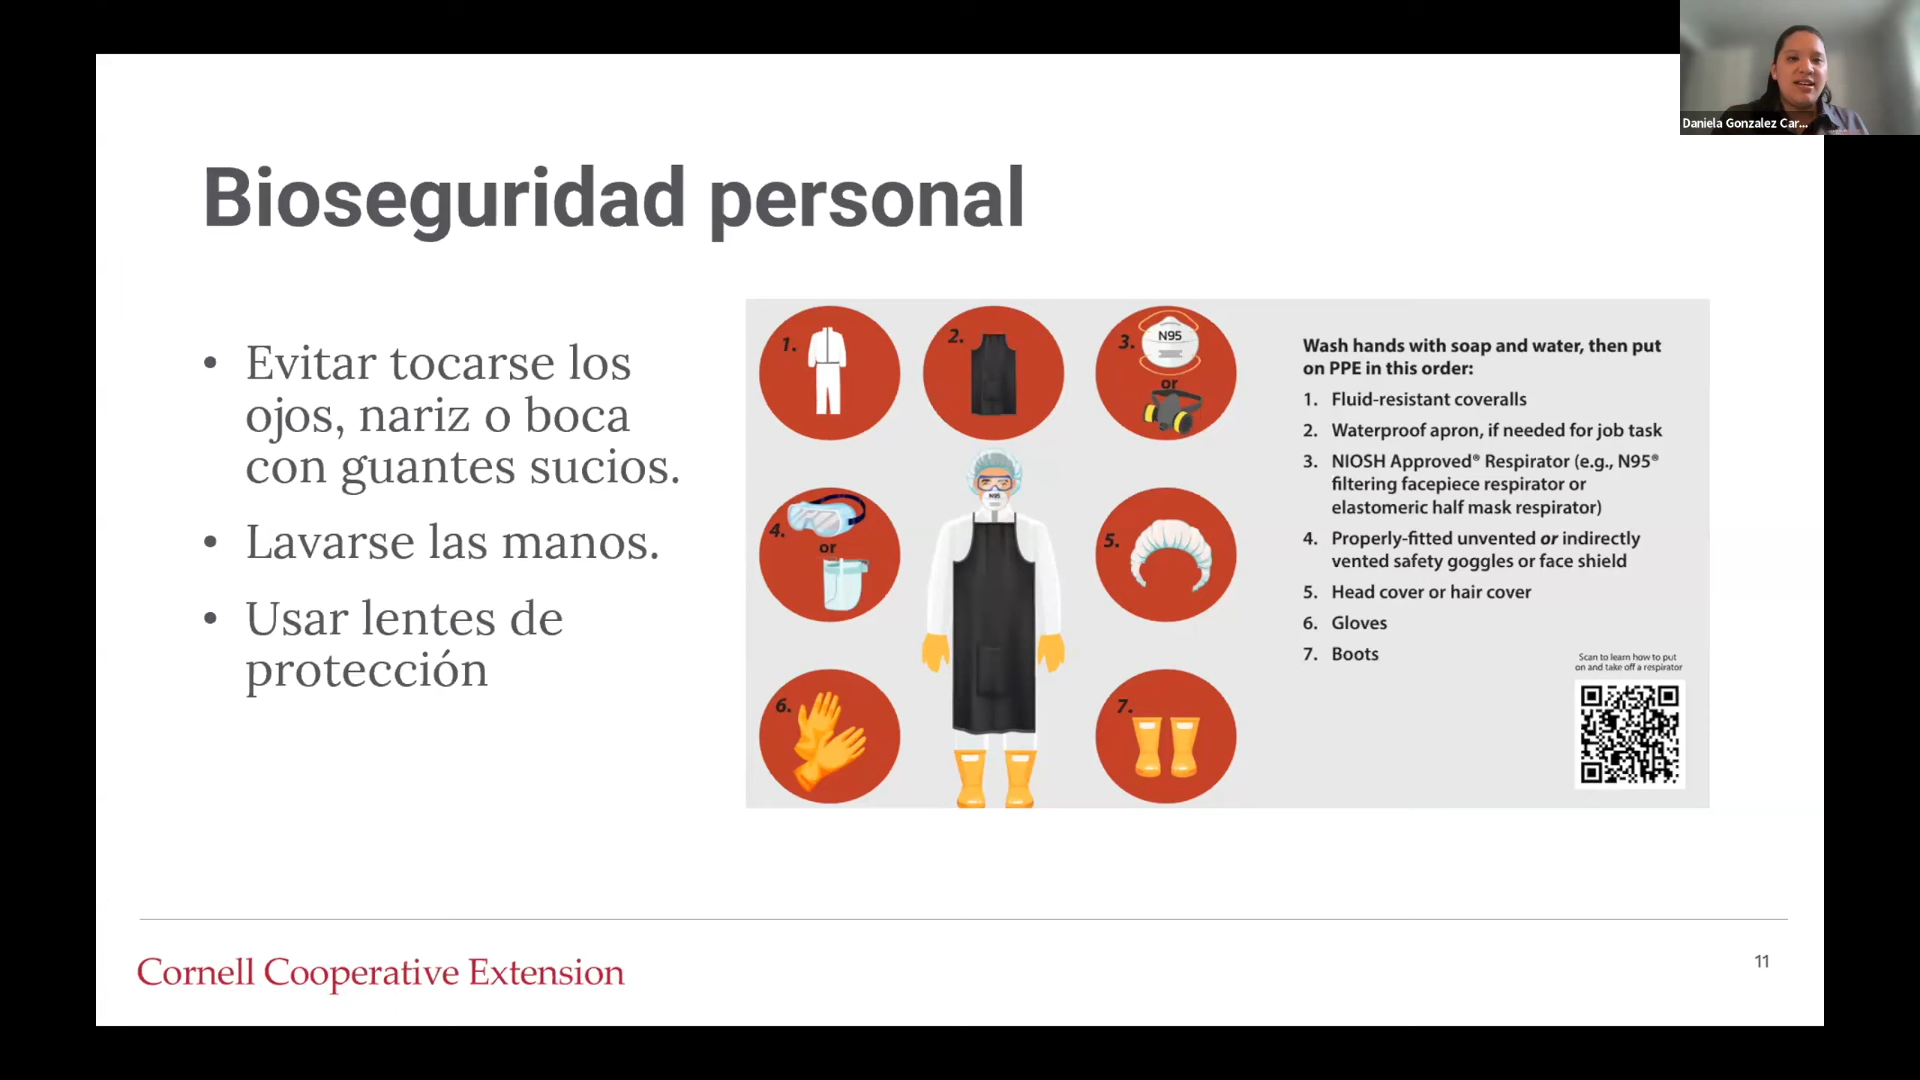 Daniela Gonzalez Car...
Bioseguridad personal
• Evitar tocarse los
ojos, nariz o boca
con guantes sucios.
• Lavarse las manos.
• Usar lentes de
protección
1.
2.
3.
N95
or
4.
or
N95
5.
6.
7.
Wash hands with soap and water, then put
on PPE in this order:
1. Fluid-resistant coveralls
2. Waterproof apron, if needed for job task
3. NIOSH Approved® Respirator (e.g., N95®
filtering facepiece respirator or
elastomeric half mask respirator)
4. Properly-fitted unvented or indirectly
vented safety goggles or face shield
5. Head cover or hair cover
6. Gloves
7. Boots
Scan to learn how to put
on and take off a respirator
Cornell Cooperative Extension
11